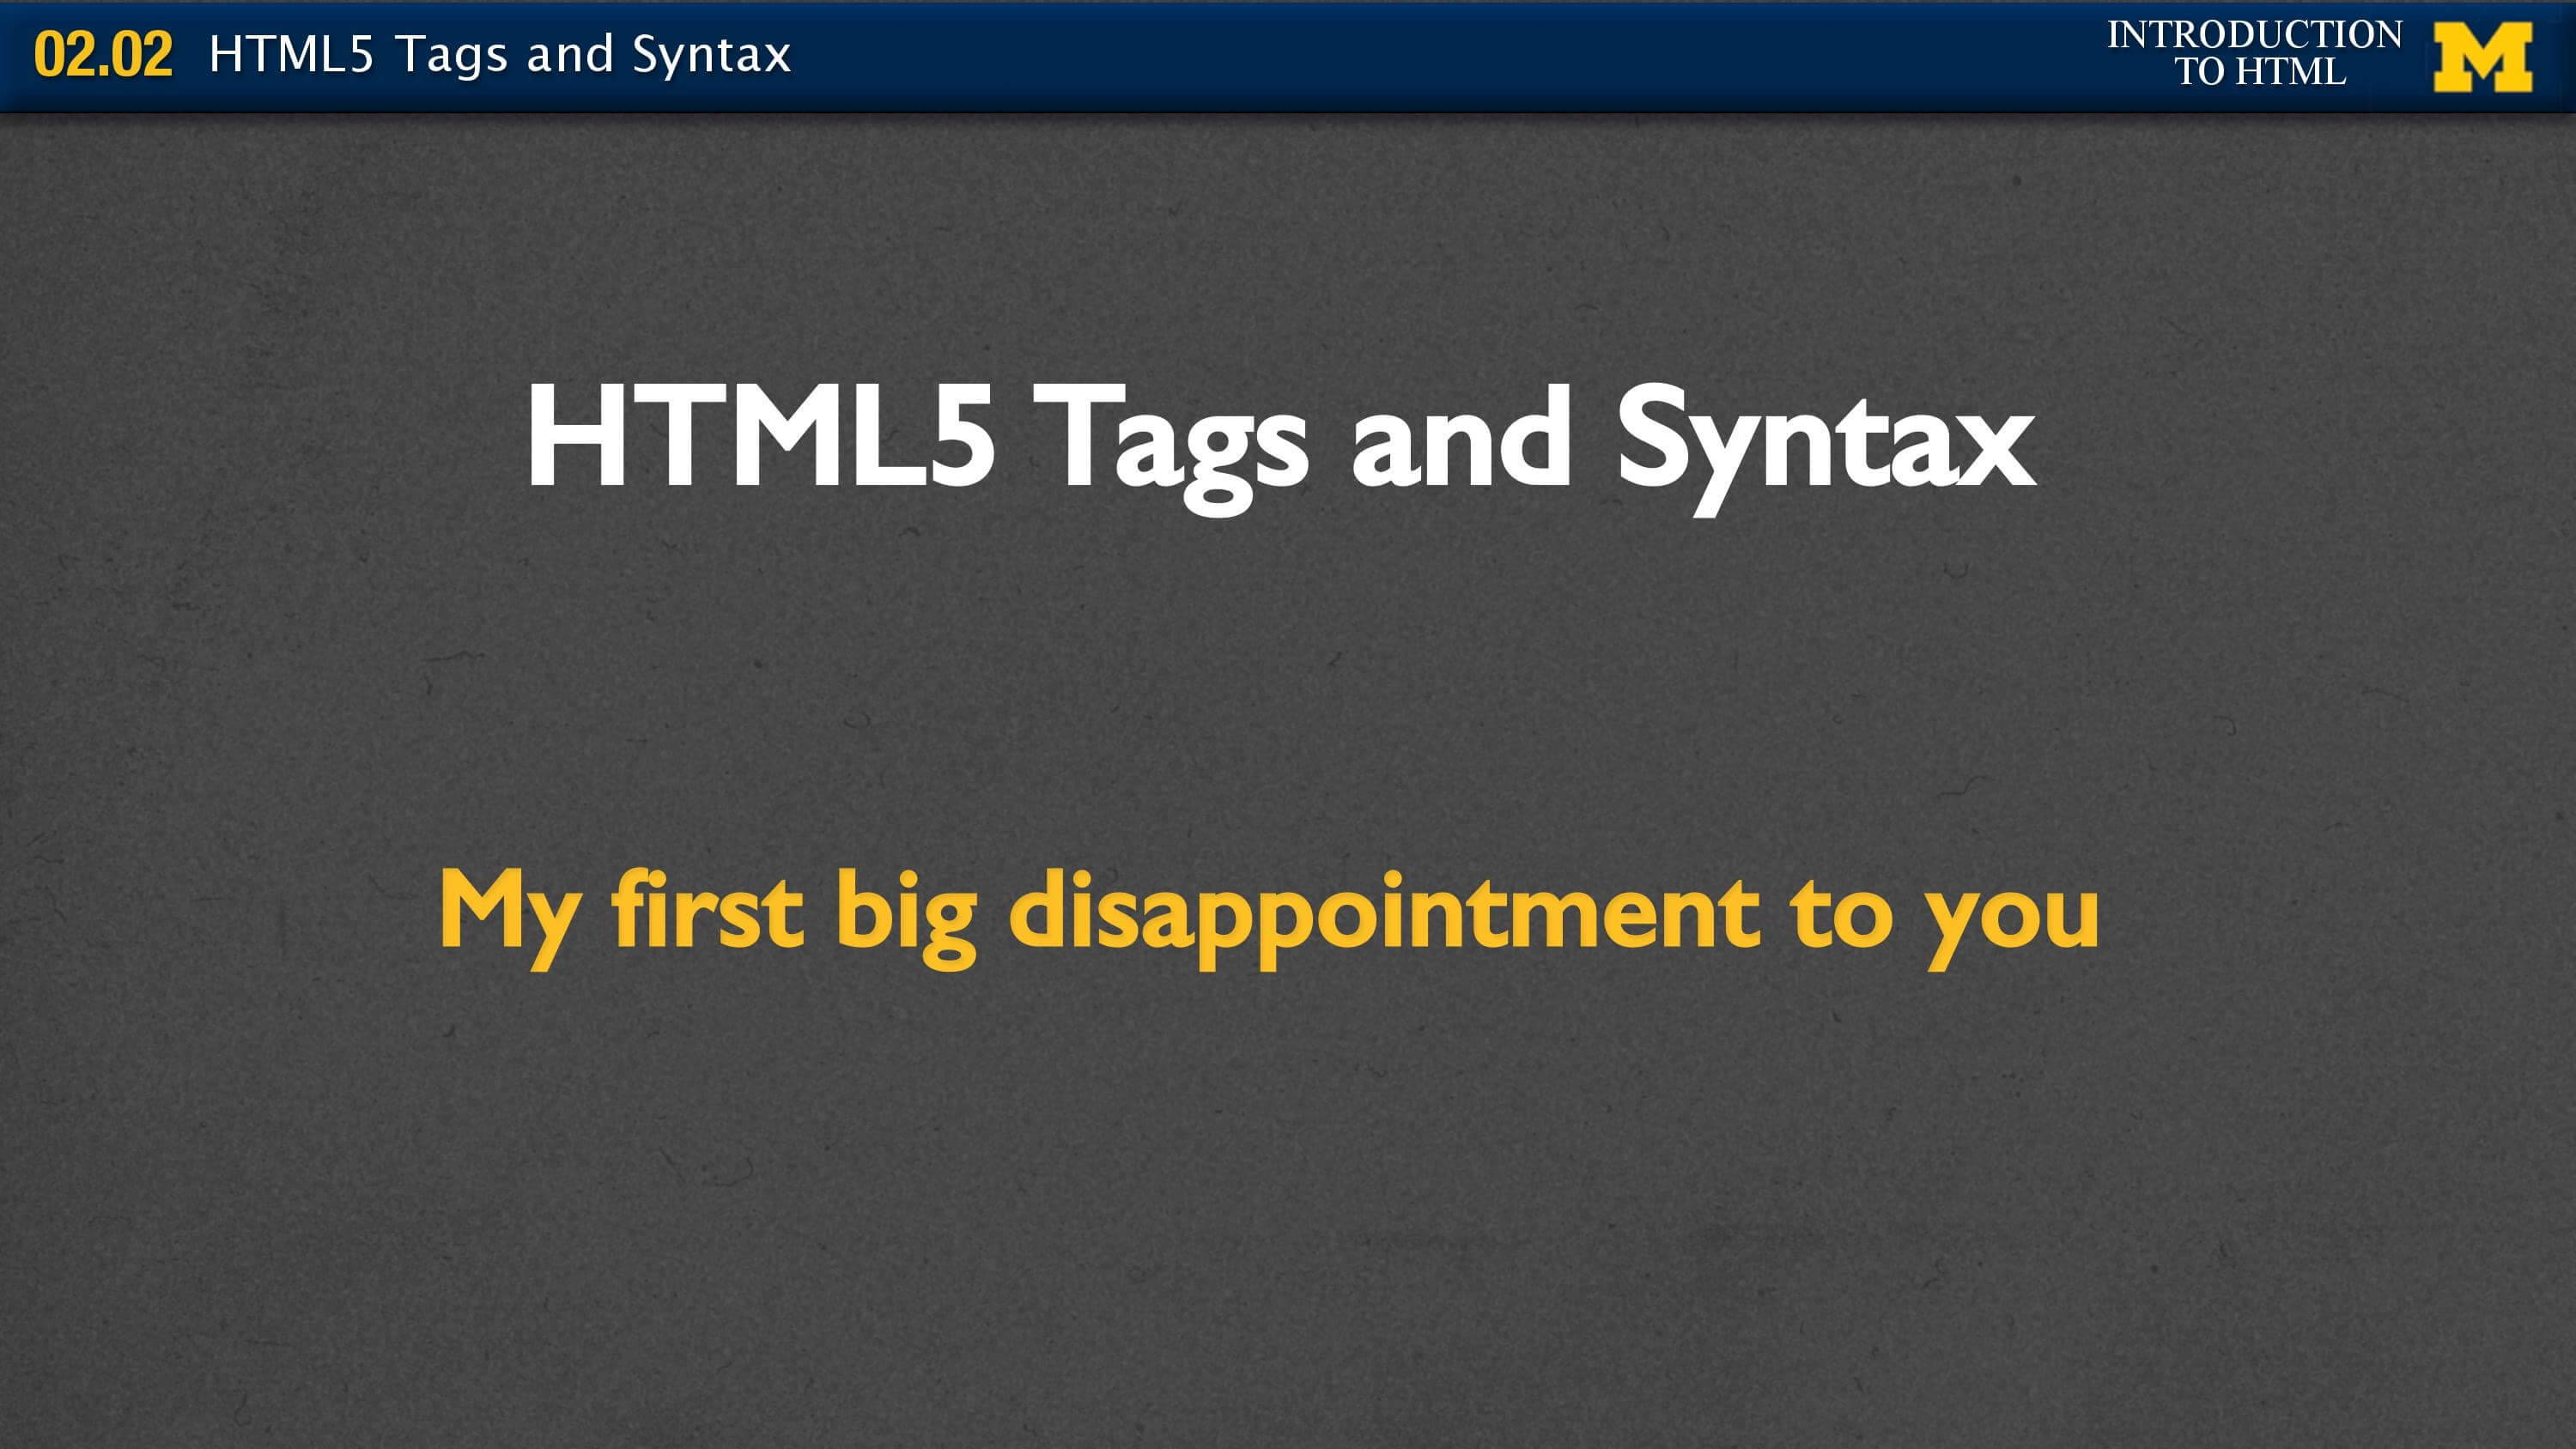 02.02 HTML5 Tags and Syntax
INTRODUCTION
TO HTML
M
HTML5 Tags and Syntax
My first big disappointment to you